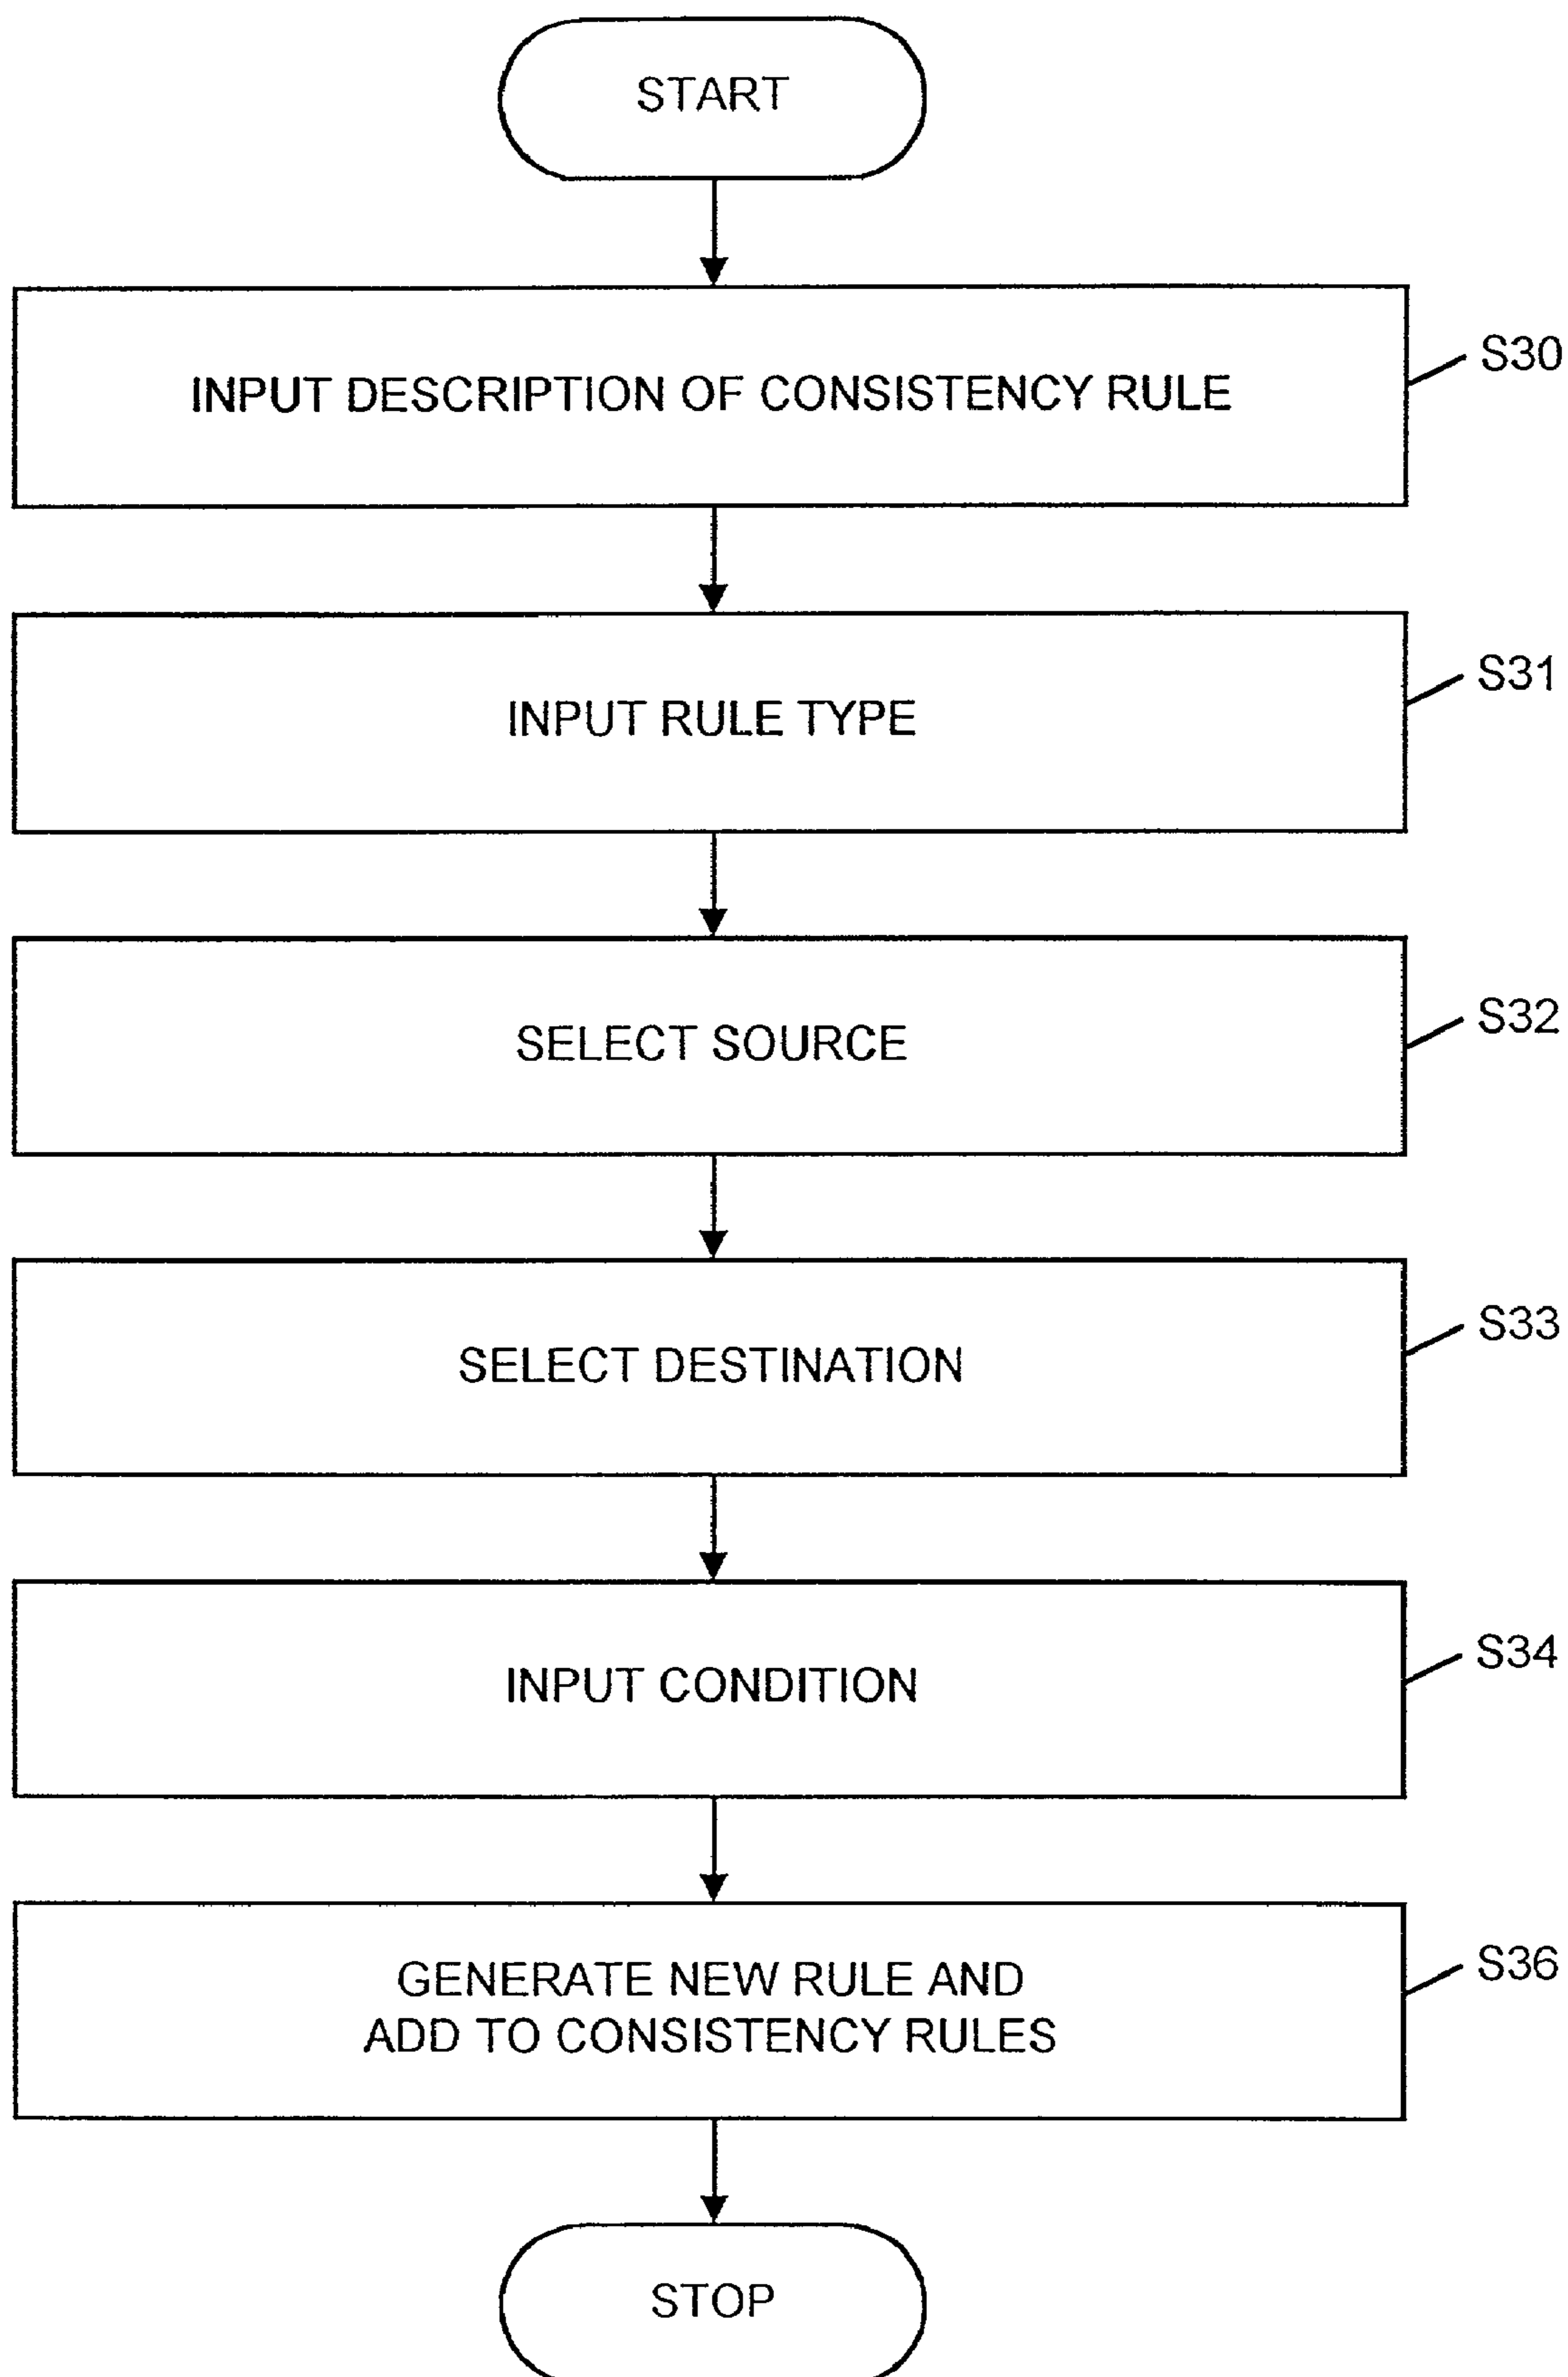 START
INPUT DESCRIPTION OF CONSISTENCY RULE
S30
INPUT RULE TYPE
S31
SELECT SOURCE
S32
SELECT DESTINATION
S33
INPUT CONDITION
S34
GENERATE NEW RULE AND
ADD TO CONSISTENCY RULES
S36
STOP